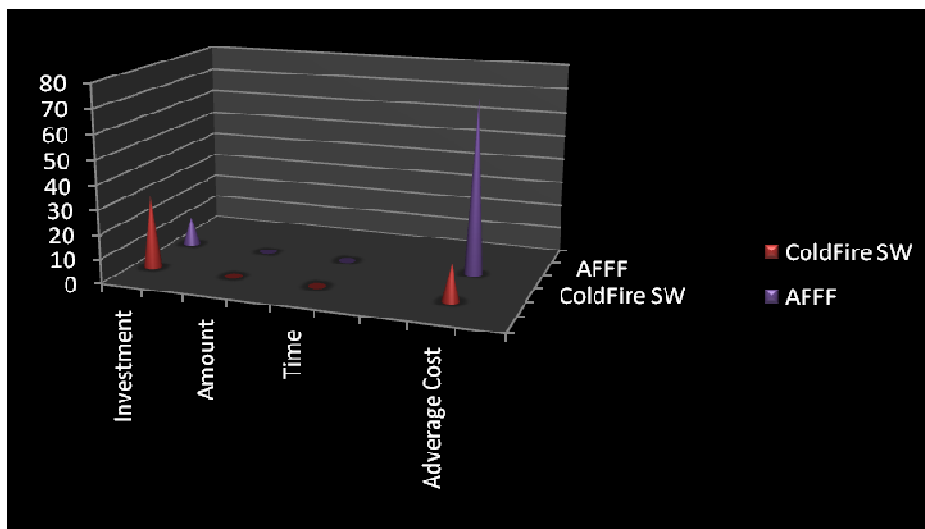 80
70
60
50
40
30
20
10
0
Investment
Amount
Time
Adverage Cost
AFFF
ColdFire SW
ColdFire SW
AFFF